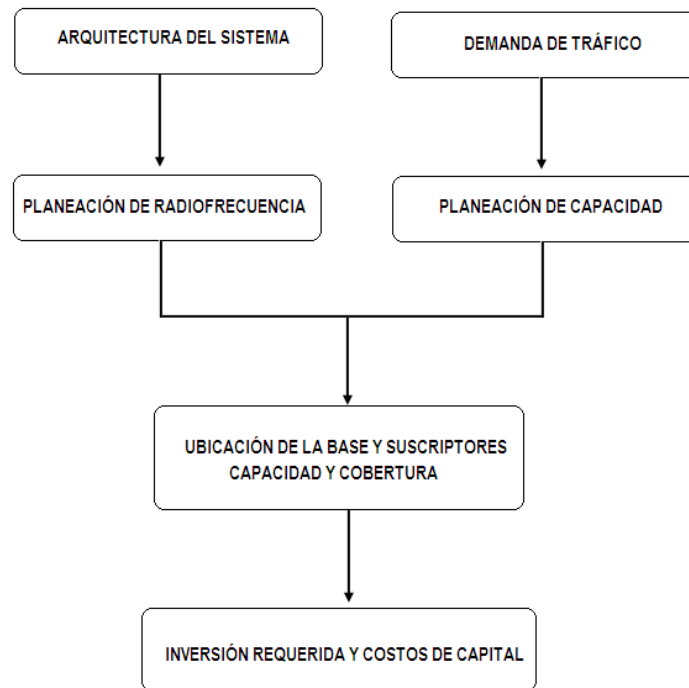 ARQUITECTURA DEL SISTEMA
DEMANDA DE TRÁFICO
PLANEACIÓN DE RADIOFRECUENCIA
PLANEACIÓN DE CAPACIDAD
UBICACIÓN DE LA BASE Y SUSCRIPTORES
CAPACIDAD Y COBERTURA
INVERSIÓN REQUERIDA Y COSTOS DE CAPITAL